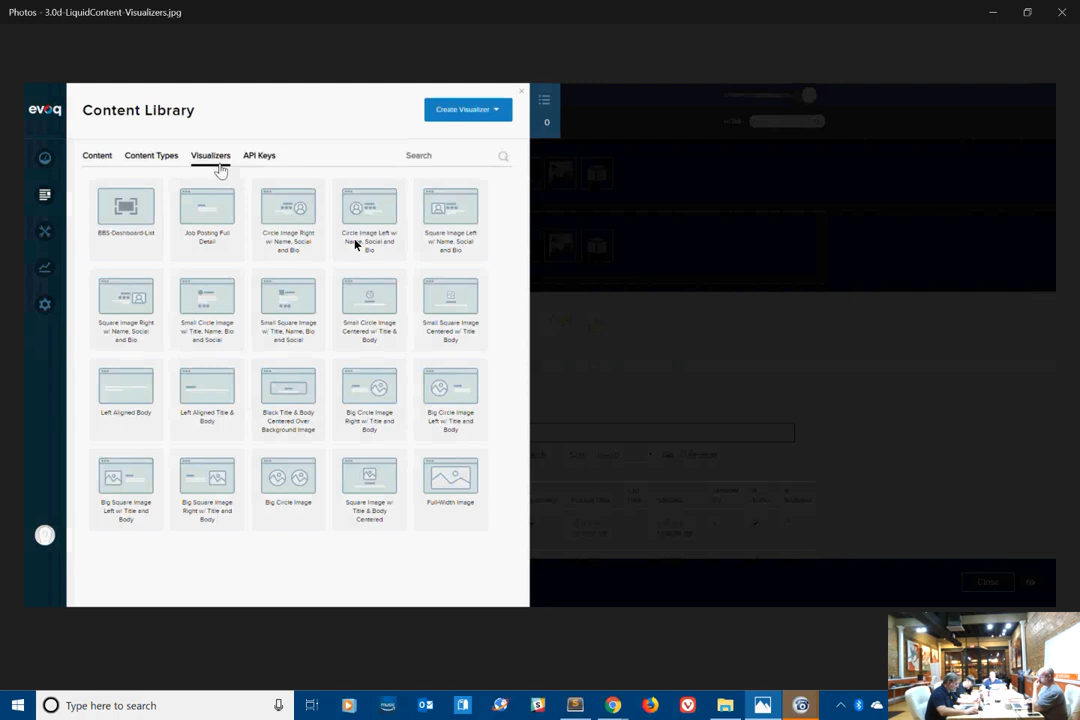 Photos - 3.0d-LiquidContent-Visualizers.jpg
evoq
Content Library
Create Visualizer
0
Content
Content Types
Visualizers
API Keys
Search
BBS-Dashboard-List
Job Posting Full
Detail
Circle Image Right
w/ Name, Social
and Bio
Circle Image Left w/
Name, Social and
Bio
Square Image Left
w/ Name, Social
and Bio
Square Image Right
w/ Name, Social
and Bio
Small Circle Image
w/ Title, Name, Bio
and Social
Small Square Image
w/ Title, Name, Bio
and Social
Small Circle Image
Centered w/ Title &
Body
Small Square Image
Centered w/ Title &
Body
Left Aligned Body
Left Aligned Title &
Body
Black Title & Body
Centered Over
Background Image
Big Circle Image
Right w/ Title and
Body
Big Circle Image
Left w/ Title and
Body
Big Square Image
Left w/ Title and
Body
Big Square Image
Right w/ Title and
Body
Big Circle Image
Square Image w/
Title & Body
Centered
Full-Width Image
Close
Type here to search